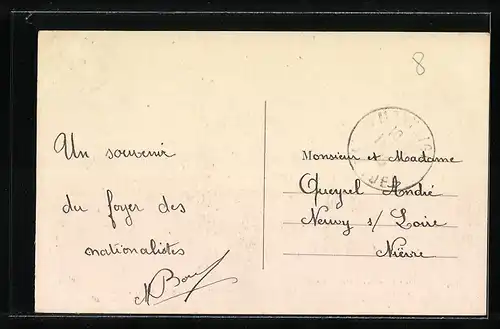 8
Un souvenir
du foyer des
nationalistes
Monsieur et Madame
Queyrel André
Neuvy s/ Loire
Nièvre